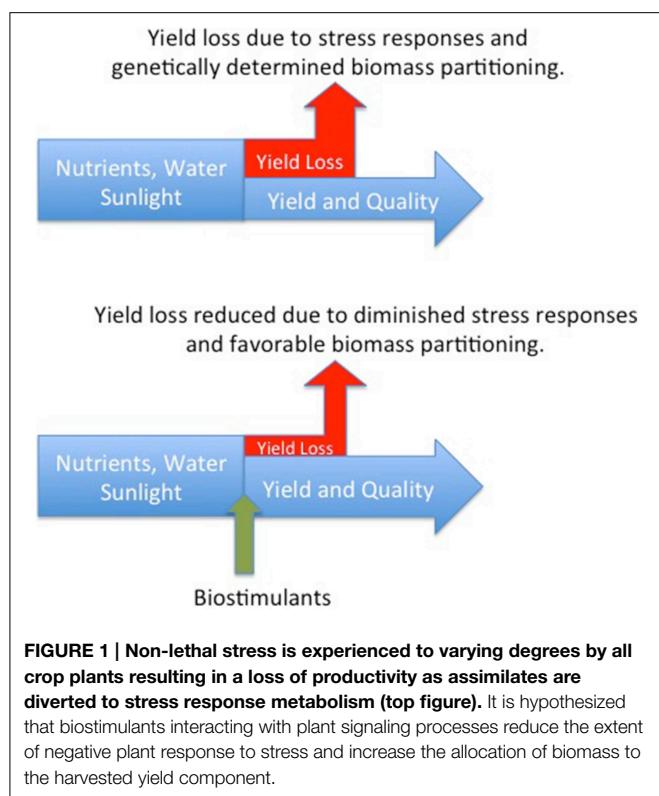 Yield loss due to stress responses and
genetically determined biomass partitioning.
Nutrients, Water
Sunlight
Yield Loss
Yield and Quality
Yield loss reduced due to diminished stress responses
and favorable biomass partitioning.
Nutrients, Water
Sunlight
Yield Loss
Yield and Quality
Biostimulants
FIGURE 1 | Non-lethal stress is experienced to varying degrees by all
crop plants resulting in a loss of productivity as assimilates are
diverted to stress response metabolism (top figure). It is hypothesized
that biostimulants interacting with plant signaling processes reduce the extent
of negative plant response to stress and increase the allocation of biomass to
the harvested yield component.